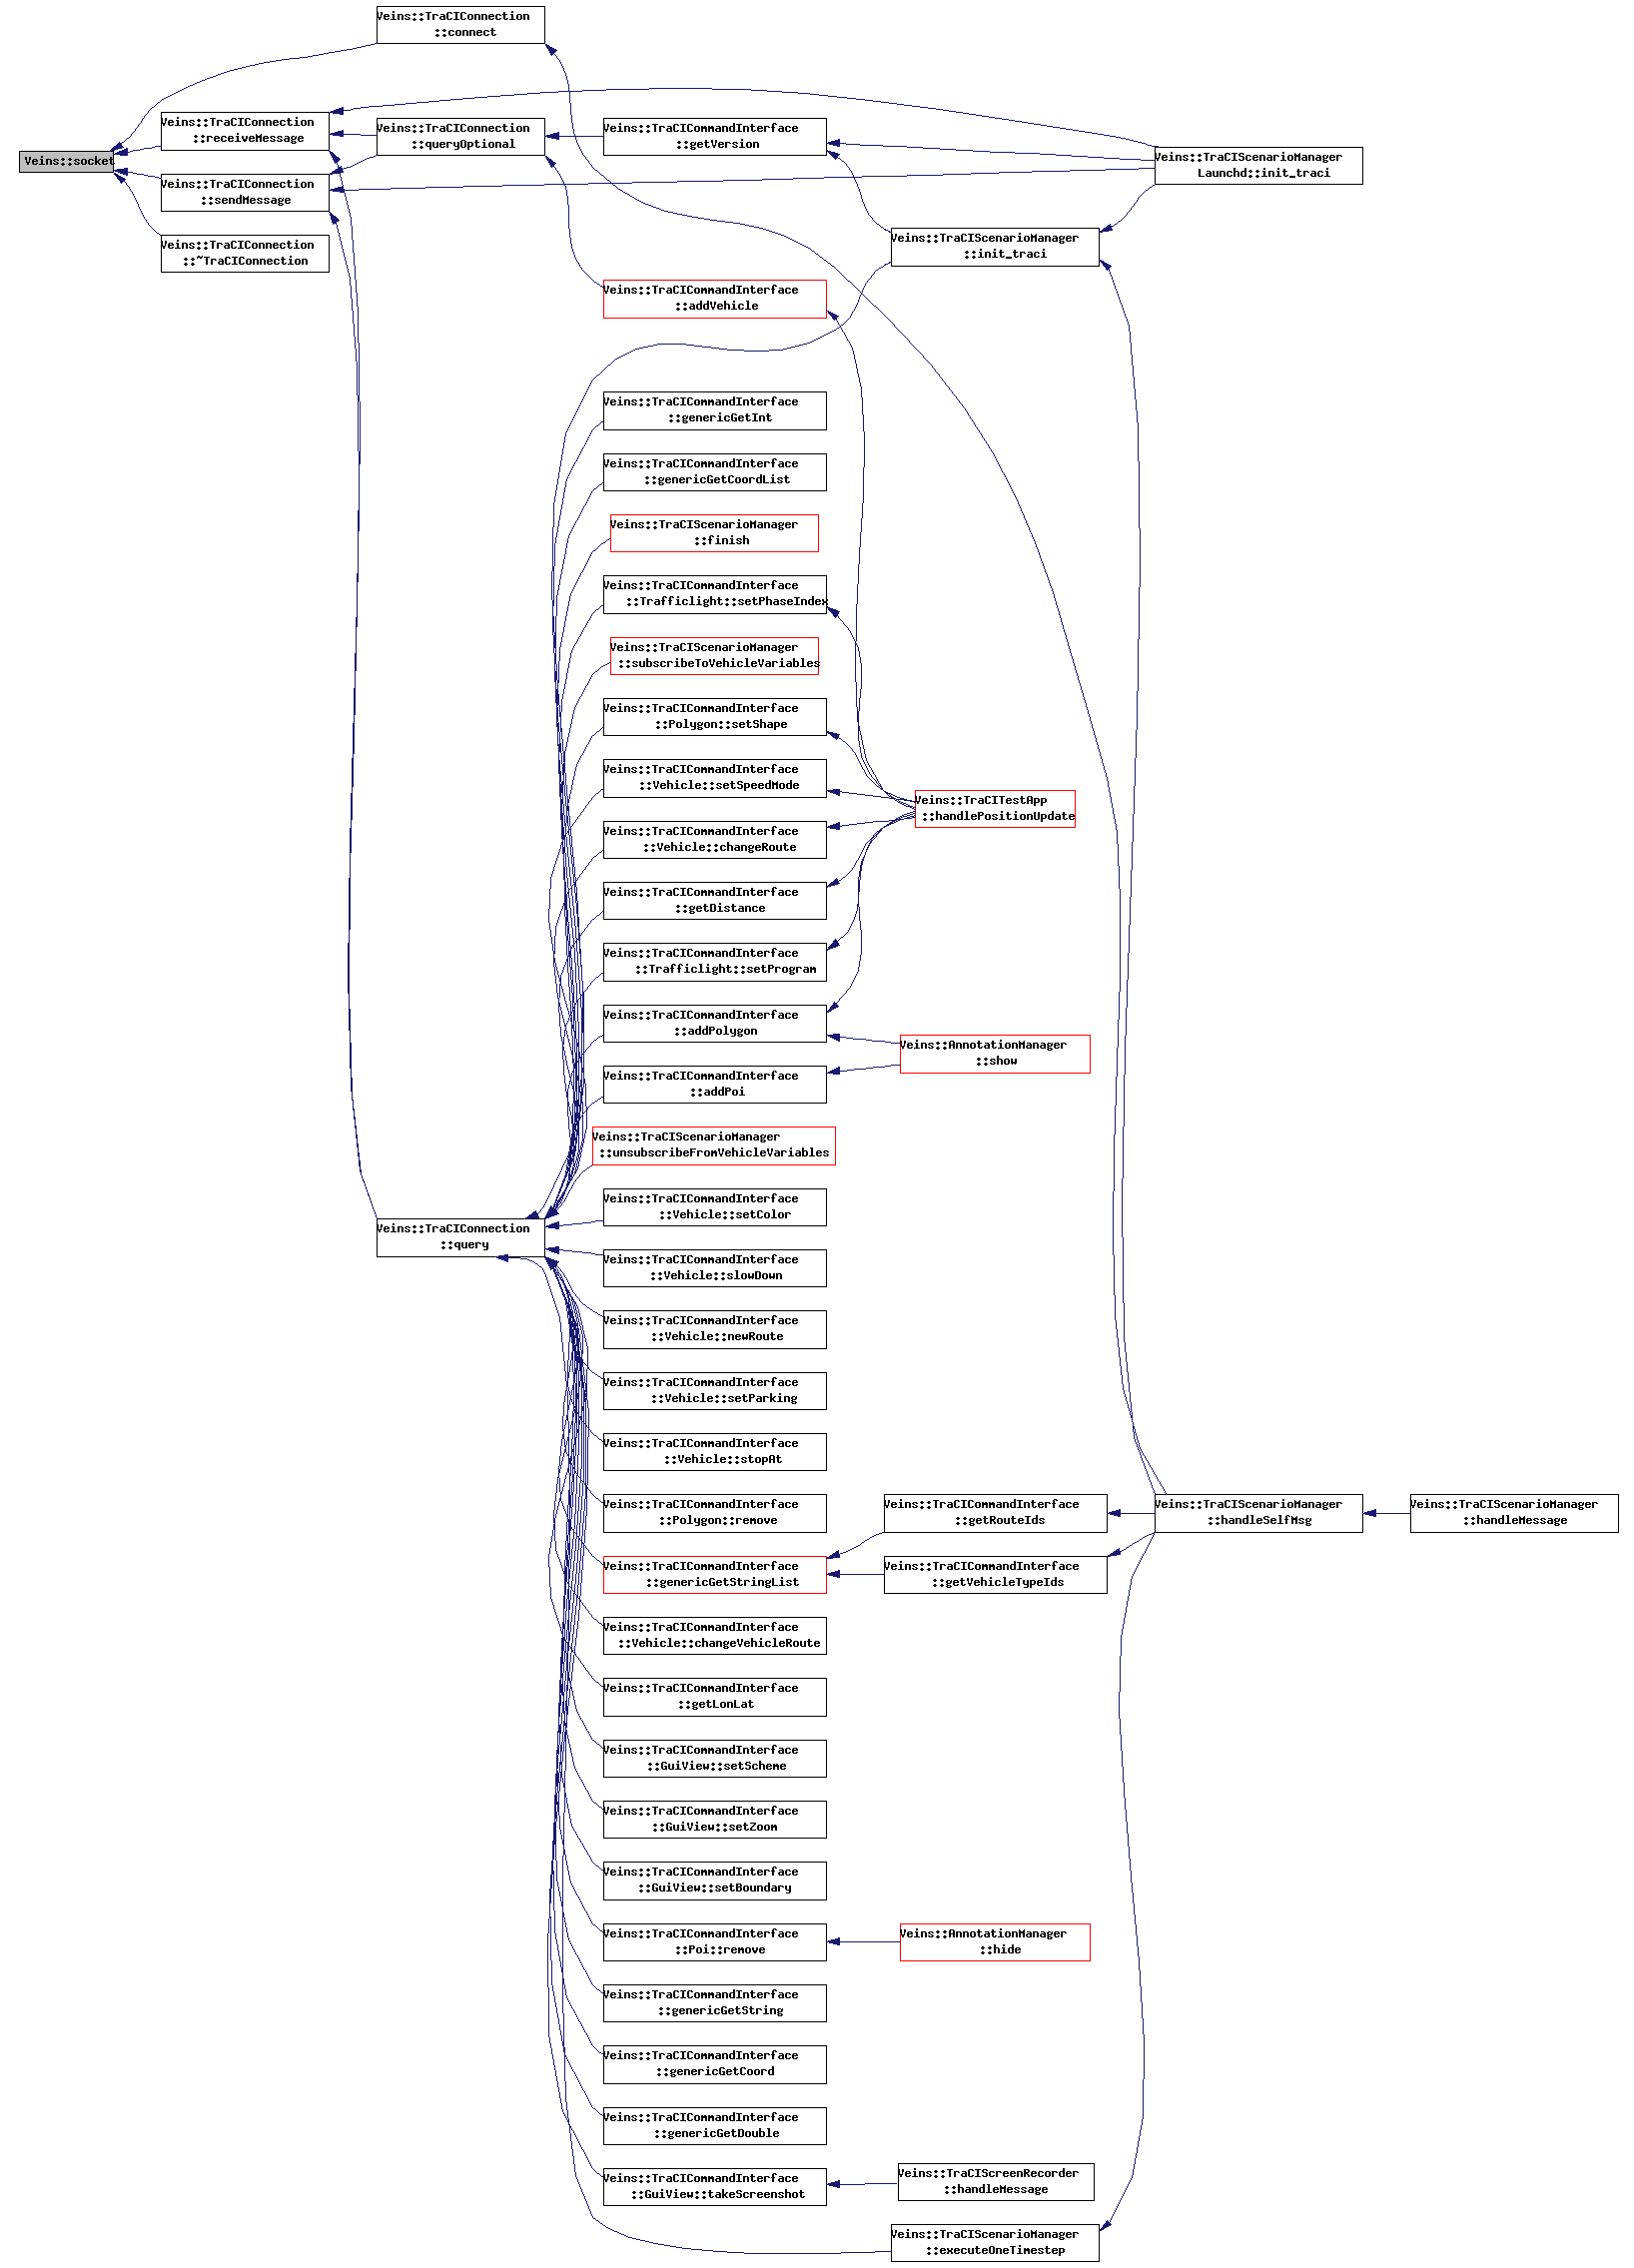 Veins::TraCIConnection
::connect
Veins::TraCIConnection
::receiveMessage
Veins::TraCIConnection
::queryOptional
Veins::TraCICommandInterface
::getVersion
Veins::socket
Veins::TraCIScenarioManager
Launchd::init_traci
Veins::TraCIConnection
::sendMessage
Veins::TraCIConnection
::~TraCIConnection
Veins::TraCIScenarioManager
::init_traci
Veins::TraCICommandInterface
::addVehicle
Veins::TraCICommandInterface
::genericGetInt
Veins::TraCICommandInterface
::genericGetCoordList
Veins::TraCIScenarioManager
::finish
Veins::TraCICommandInterface
::Trafficlight::setPhaseIndex
Veins::TraCIScenarioManager
::subscribeToVehicleVariables
Veins::TraCICommandInterface
::Polygon::setShape
Veins::TraCICommandInterface
::Vehicle::setSpeedMode
Veins::TraCITestApp
::handlePositionUpdate
Veins::TraCICommandInterface
::Vehicle::changeRoute
Veins::TraCICommandInterface
::getDistance
Veins::TraCICommandInterface
::Trafficlight::setProgram
Veins::TraCICommandInterface
::addPolygon
Veins::AnnotationManager
::show
Veins::TraCICommandInterface
::addPoi
Veins::TraCIScenarioManager
::unsubscribeFromVehicleVariables
Veins::TraCICommandInterface
::Vehicle::setColor
Veins::TraCIConnection
::query
Veins::TraCICommandInterface
::Vehicle::slowDown
Veins::TraCICommandInterface
::Vehicle::newRoute
Veins::TraCICommandInterface
::Vehicle::setParking
Veins::TraCICommandInterface
::Vehicle::stopAt
Veins::TraCICommandInterface
::Polygon::remove
Veins::TraCICommandInterface
::getRouteIds
Veins::TraCIScenarioManager
::handleSelfMsg
Veins::TraCIScenarioManager
::handleMessage
Veins::TraCICommandInterface
::genericGetStringList
Veins::TraCICommandInterface
::getVehicleTypeIds
Veins::TraCICommandInterface
::Vehicle::changeVehicleRoute
Veins::TraCICommandInterface
::getLonLat
Veins::TraCICommandInterface
::GuiView::setScheme
Veins::TraCICommandInterface
::GuiView::setZoom
Veins::TraCICommandInterface
::GuiView::setBoundary
Veins::TraCICommandInterface
::Poi::remove
Veins::AnnotationManager
::hide
Veins::TraCICommandInterface
::genericGetString
Veins::TraCICommandInterface
::genericGetCoord
Veins::TraCICommandInterface
::genericGetDouble
Veins::TraCICommandInterface
::GuiView::takeScreenshot
Veins::TraCIScreenRecorder
::handleMessage
Veins::TraCIScenarioManager
::executeOneTimestep